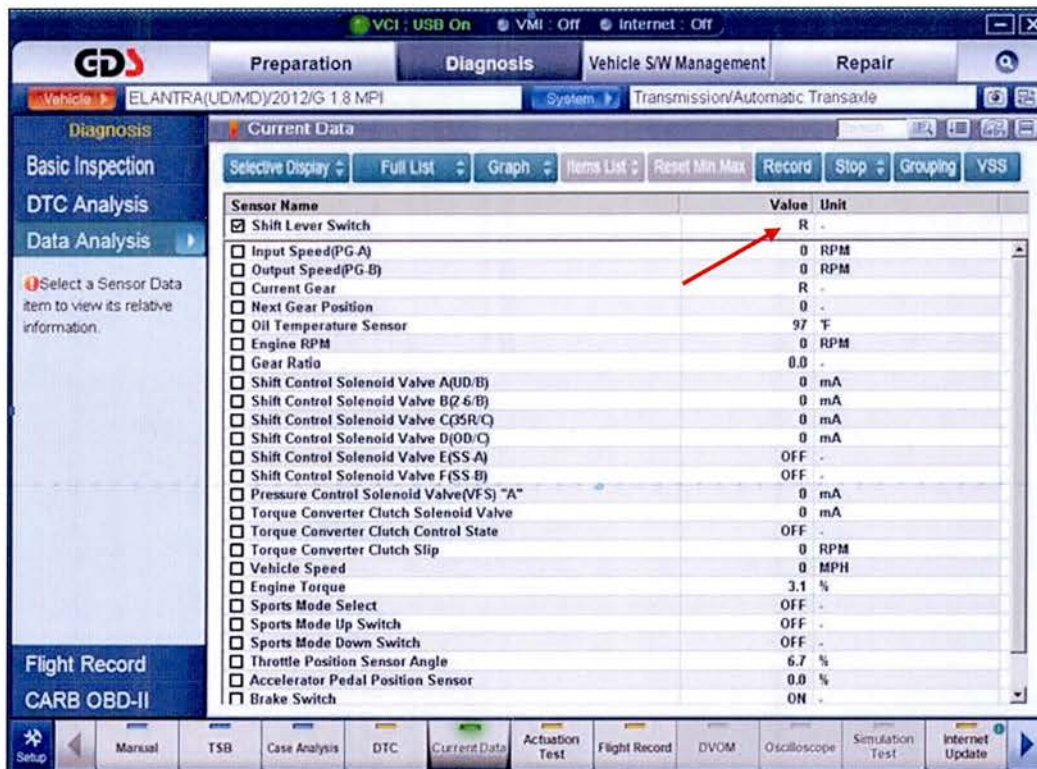 VCI : USB On VMI : Off Internet : Off
GDS Preparation Diagnosis Vehicle S/W Management Repair
Vehicle ELANTRA(UD/MD)/2012/G 1.8 MPI System Transmission/Automatic Transaxle
Diagnosis
Basic Inspection
DTC Analysis
Data Analysis
Select a Sensor Data
item to view its relative
information.
Flight Record
CARB OBD-II
Current Data
Selective Display Full List Graph Items List Reset Min Max Record Stop Grouping VSS
Sensor Name Value Unit
Shift Lever Switch R -
Input Speed(PG-A) 0 RPM
Output Speed(PG-B) 0 RPM
Current Gear R -
Next Gear Position 0 -
Oil Temperature Sensor 97 ℉
Engine RPM 0 RPM
Gear Ratio 0.0 -
Shift Control Solenoid Valve A(UD/B) 0 mA
Shift Control Solenoid Valve B(2-6/B) 0 mA
Shift Control Solenoid Valve C(35R/C) 0 mA
Shift Control Solenoid Valve D(OD/C) 0 mA
Shift Control Solenoid Valve E(SS-A) OFF -
Shift Control Solenoid Valve F(SS-B) OFF -
Pressure Control Solenoid Valve(VFS) "A" 0 mA
Torque Converter Clutch Solenoid Valve 0 mA
Torque Converter Clutch Control State OFF -
Torque Converter Clutch Slip 0 RPM
Vehicle Speed 0 MPH
Engine Torque 3.1 %
Sports Mode Select OFF -
Sports Mode Up Switch OFF -
Sports Mode Down Switch OFF -
Throttle Position Sensor Angle 6.7 %
Accelerator Pedal Position Sensor 0.0 %
Brake Switch ON -
Setup Manual TSB Case Analysis DTC Current Data Actuation Test Flight Record DVOM Oscilloscope Simulation Test Internet Update